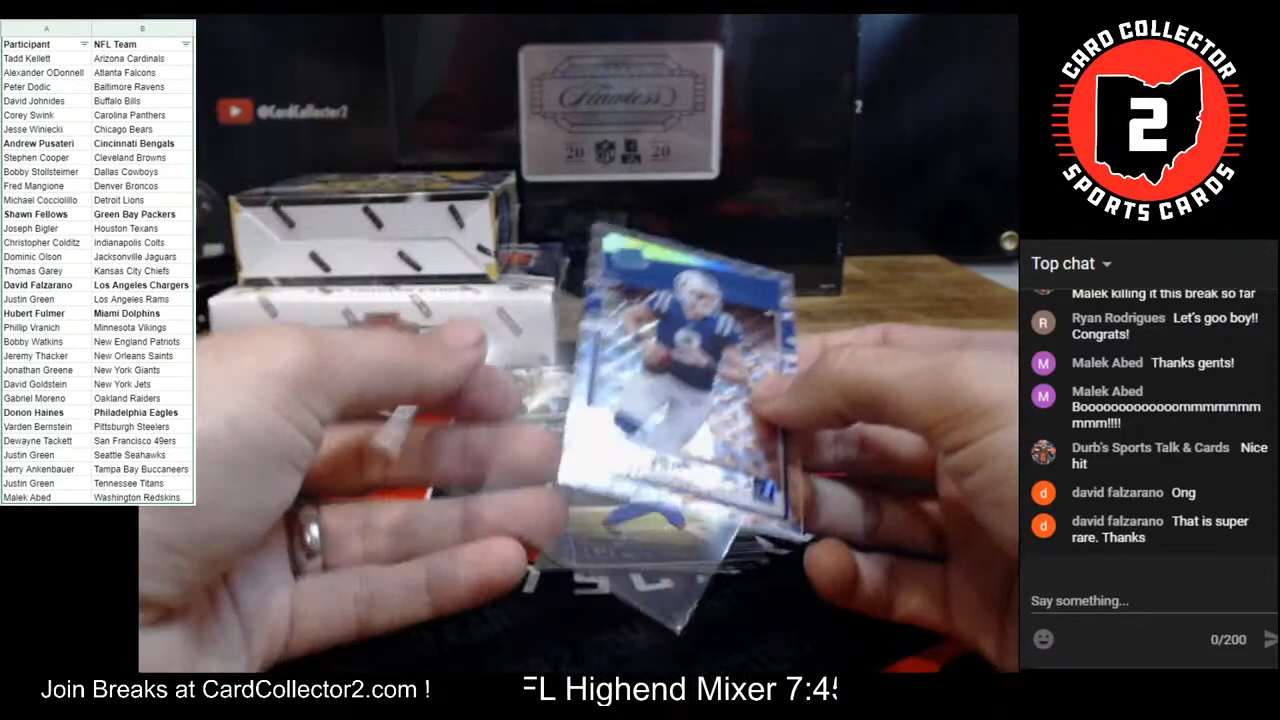 A B
Participant NFL Team
Tadd Kellett Arizona Cardinals
Alexander ODonnell Atlanta Falcons
Peter Dodic Baltimore Ravens
David Johnides Buffalo Bills
Corey Swink Carolina Panthers
Jesse Winiecki Chicago Bears
Andrew Pusateri Cincinnati Bengals
Stephen Cooper Cleveland Browns
Bobby Stollsteimer Dallas Cowboys
Fred Mangione Denver Broncos
Michael Cocciolillo Detroit Lions
Shawn Fellows Green Bay Packers
Joseph Bigler Houston Texans
Christopher Colditz Indianapolis Colts
Dominic Olson Jacksonville Jaguars
Thomas Garey Kansas City Chiefs
David Falzarano Los Angeles Chargers
Justin Green Los Angeles Rams
Hubert Fulmer Miami Dolphins
Phillip Vranich Minnesota Vikings
Bobby Watkins New England Patriots
Jeremy Thacker New Orleans Saints
Jonathan Greene New York Giants
David Goldstein New York Jets
Gabriel Moreno Oakland Raiders
Donon Haines Philadelphia Eagles
Varden Bernstein Pittsburgh Steelers
Dewayne Tackett San Francisco 49ers
Justin Green Seattle Seahawks
Jerry Ankenbauer Tampa Bay Buccaneers
Justin Green Tennessee Titans
Malek Abed Washington Redskins
@CardCollector2
Flawless
20 20
CARD COLLECTOR
2
SPORTS CARDS
Top chat
Malek killing it this break so far
R Ryan Rodrigues Let's goo boy!!
Congrats!
M Malek Abed Thanks gents!
M Malek Abed
Booooooooooooommmmmmm
mmm!!!!
Durb's Sports Talk & Cards Nice
hit
d david falzarano Ong
d david falzarano That is super
rare. Thanks
Say something...
0/200
Join Breaks at CardCollector2.com !
FL Highend Mixer 7:45